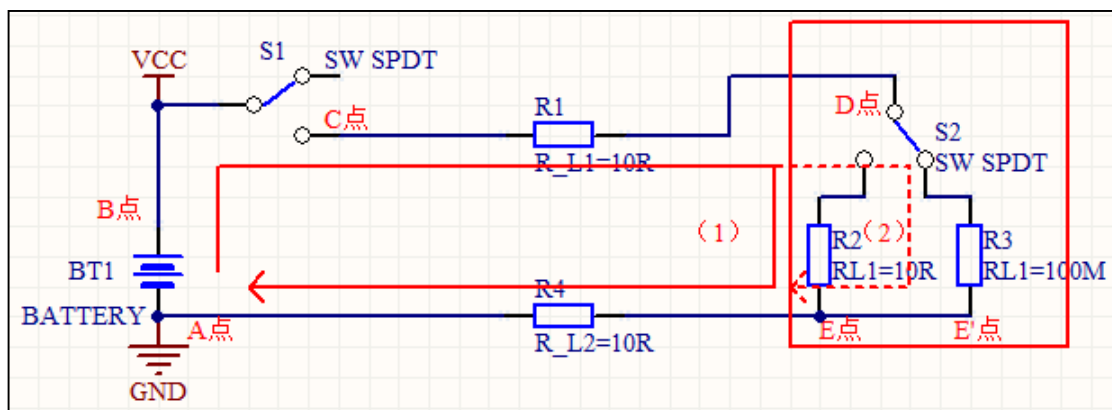 VCC
S1
SW SPDT
C点
R1
R_L1=10R
D点
S2
SW SPDT
B点
BT1
BATTERY
A点
GND
（1）
R4
R_L2=10R
R2
（2）
RL1=10R
R3
RL1=100M
E点
E'点